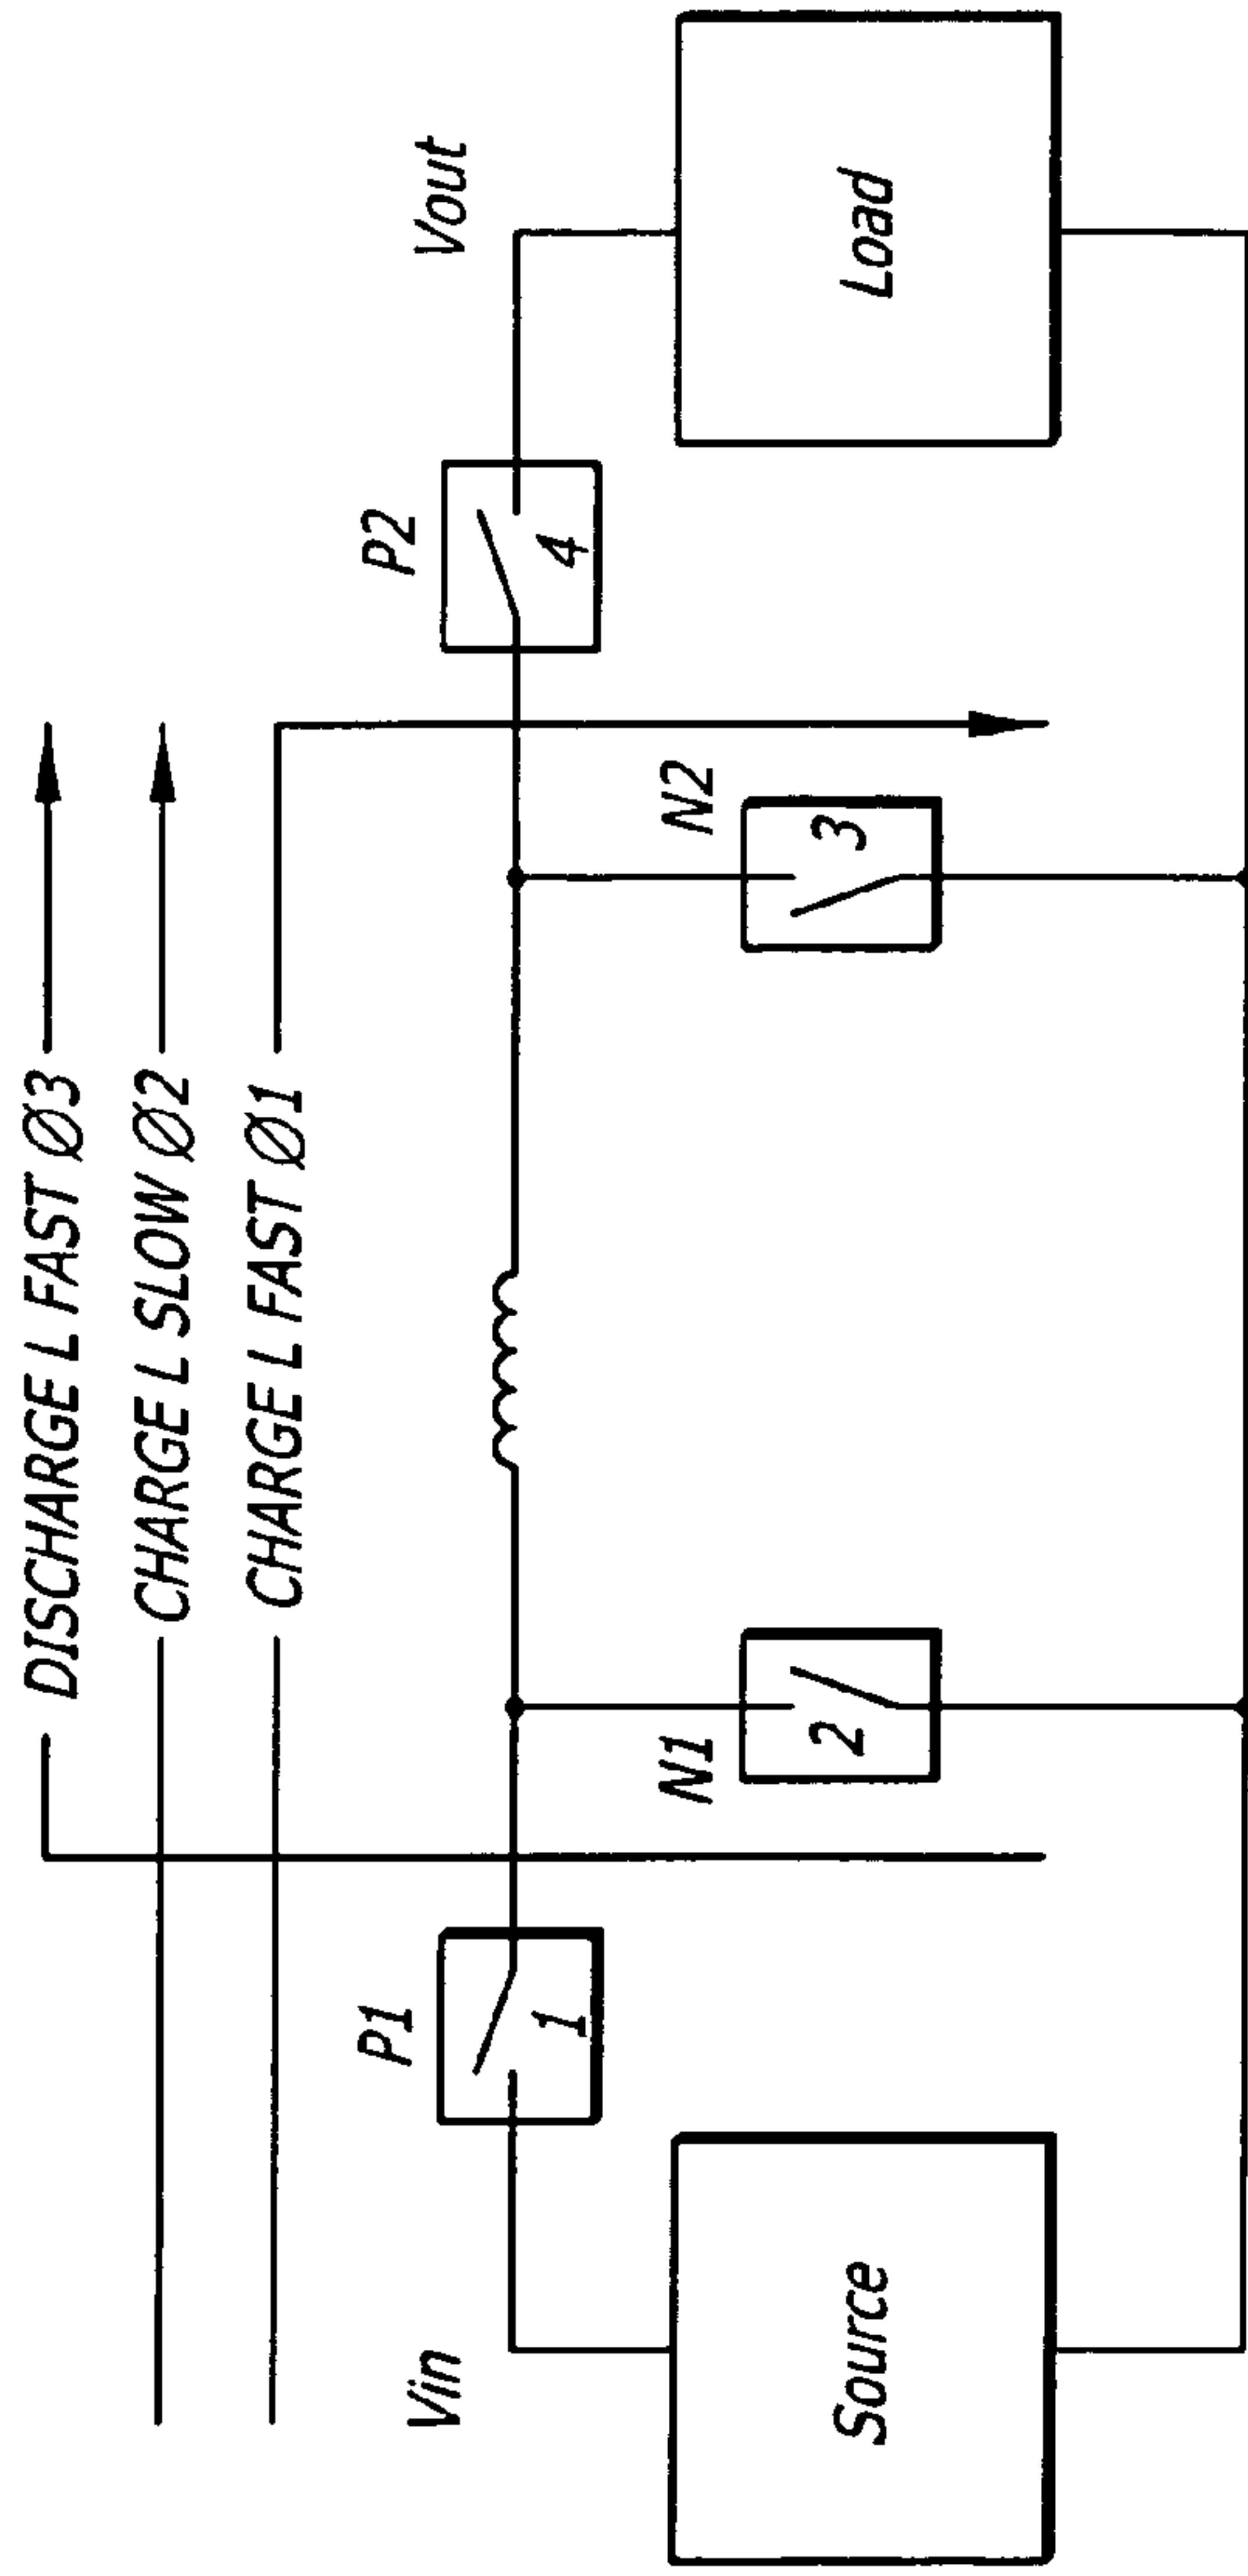 DISCHARGE L FAST Ø3
CHARGE L SLOW Ø2
CHARGE L FAST Ø1
Vin
P1
1
P2
4
Vout
N1
2
N2
3
Source
Load